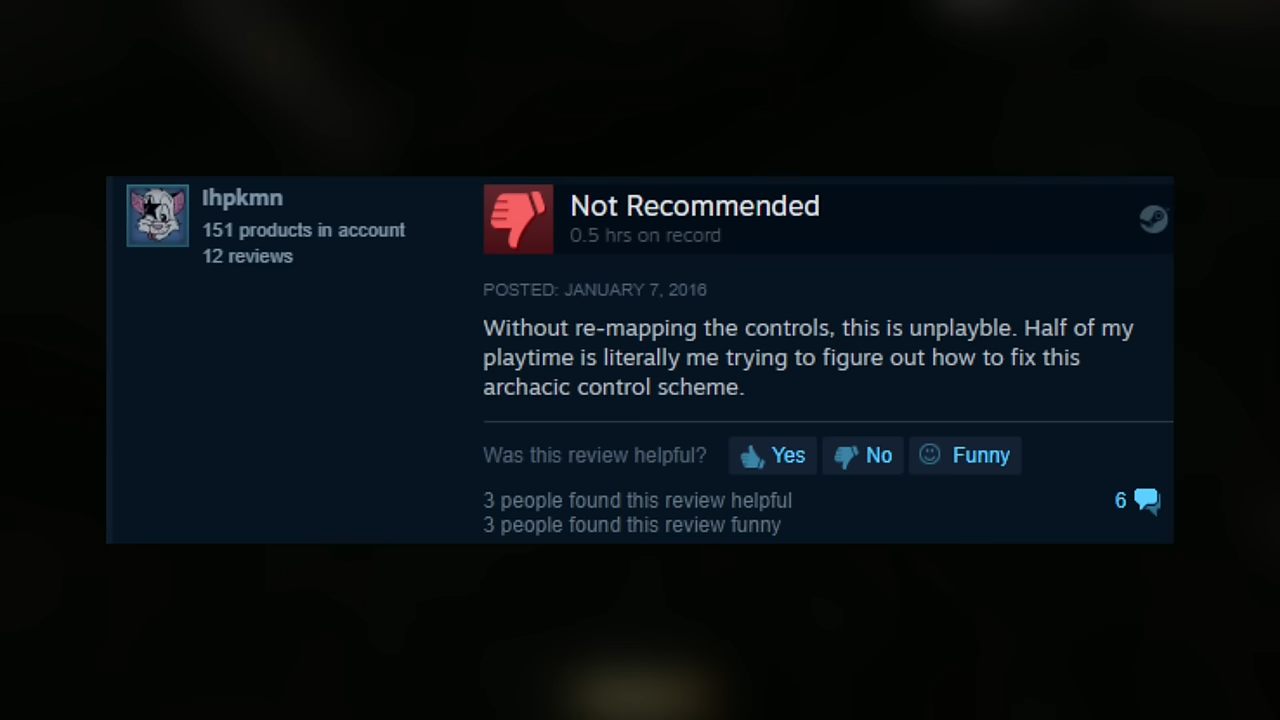 Ihpkmn
151 products in account
12 reviews
Not Recommended
0.5 hrs on record
POSTED: JANUARY 7, 2016
Without re-mapping the controls, this is unplayble. Half of my
playtime is literally me trying to figure out how to fix this
archacic control scheme.
Was this review helpful? Yes No Funny
3 people found this review helpful
6
3 people found this review funny